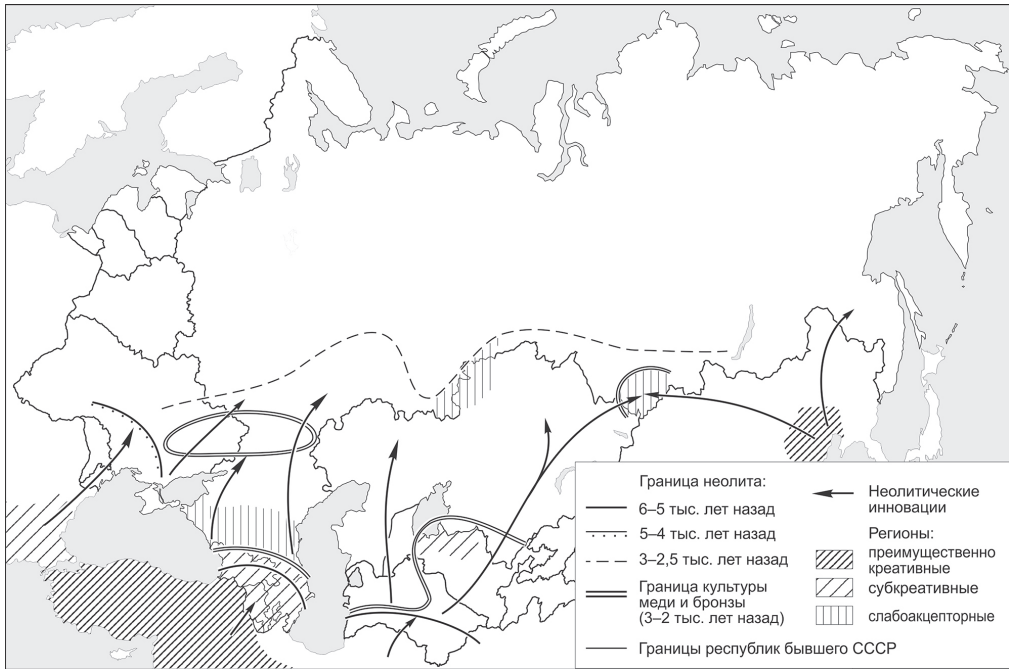 Граница неолита:
6–5 тыс. лет назад
5–4 тыс. лет назад
3–2,5 тыс. лет назад
Граница культуры
меди и бронзы
(3–2 тыс. лет назад)
Границы республик бывшего СССР
Неолитические
инновации
Регионы:
преимущественно
креативные
субкреативные
слабоакцепторные